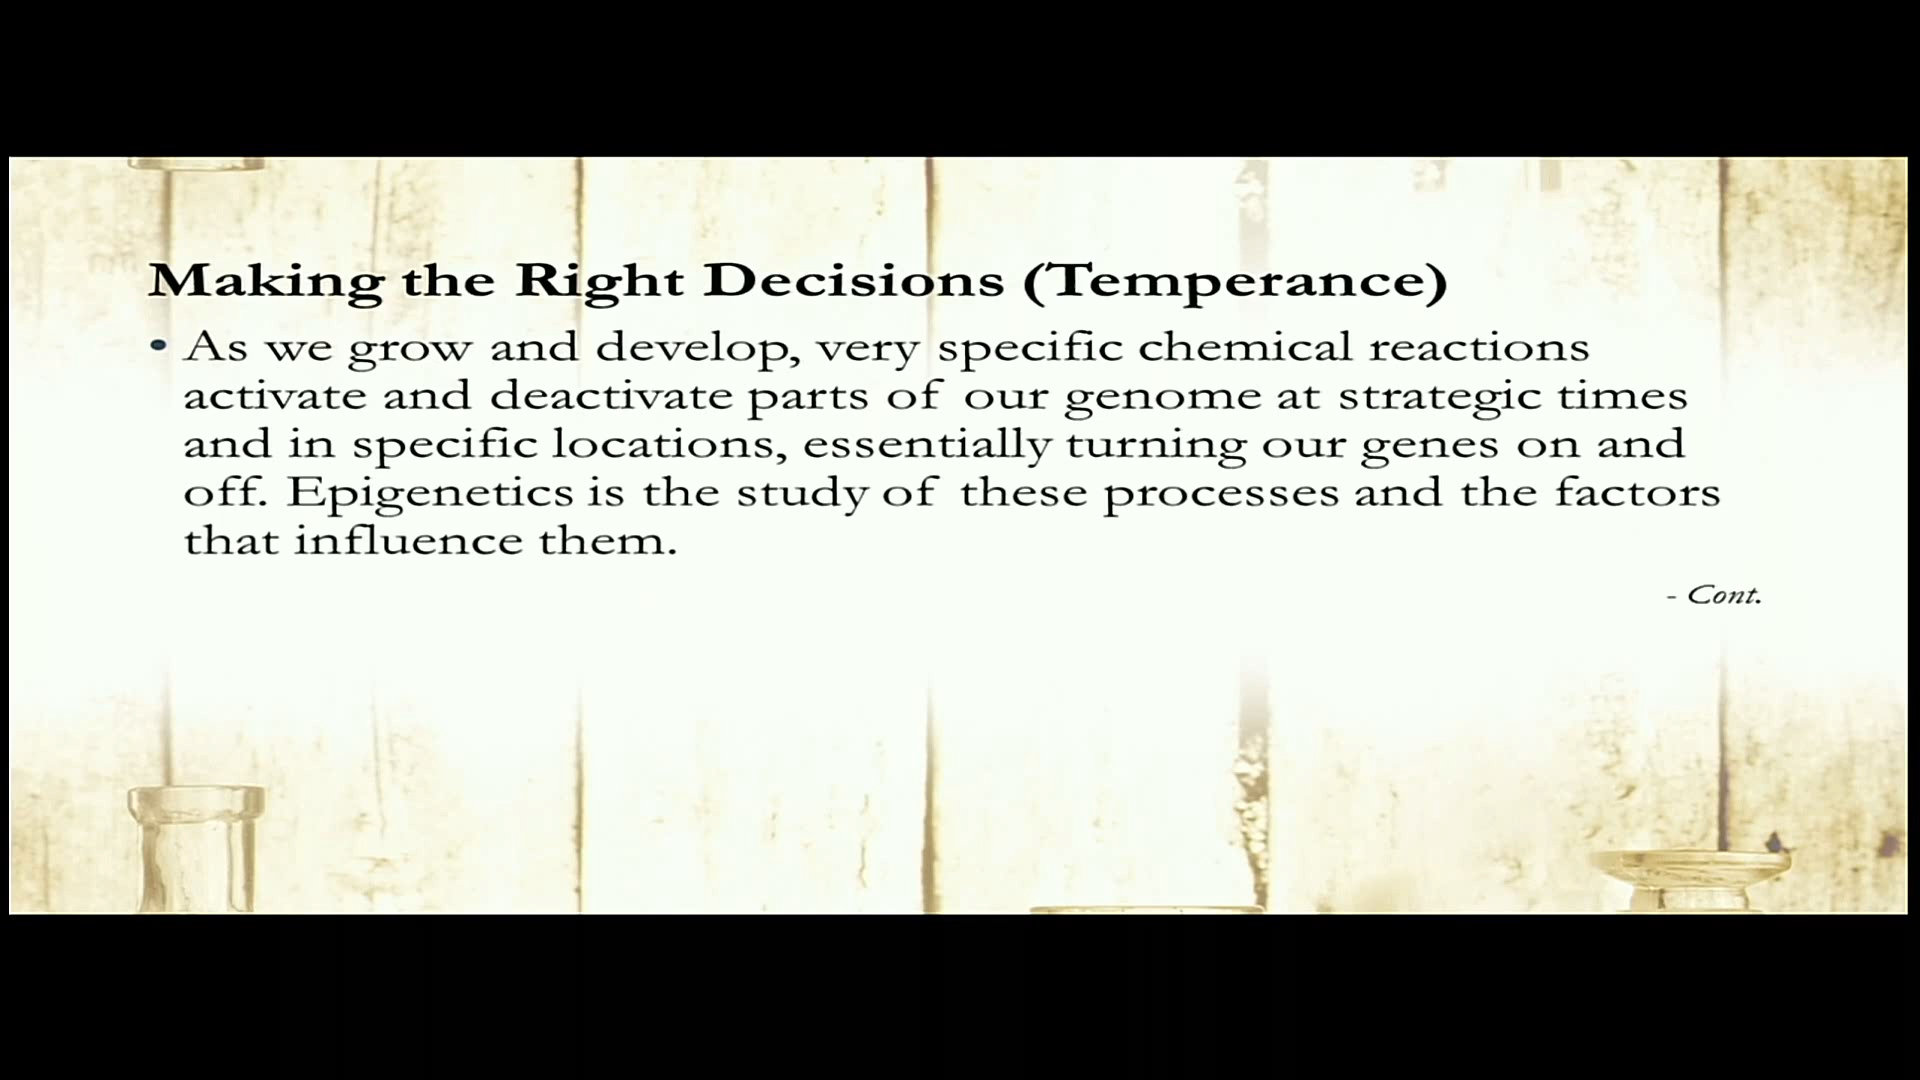 Making the Right Decisions (Temperance)
• As we grow and develop, very specific chemical reactions
activate and deactivate parts of our genome at strategic times
and in specific locations, essentially turning our genes on and
off. Epigenetics is the study of these processes and the factors
that influence them.
- Cont.